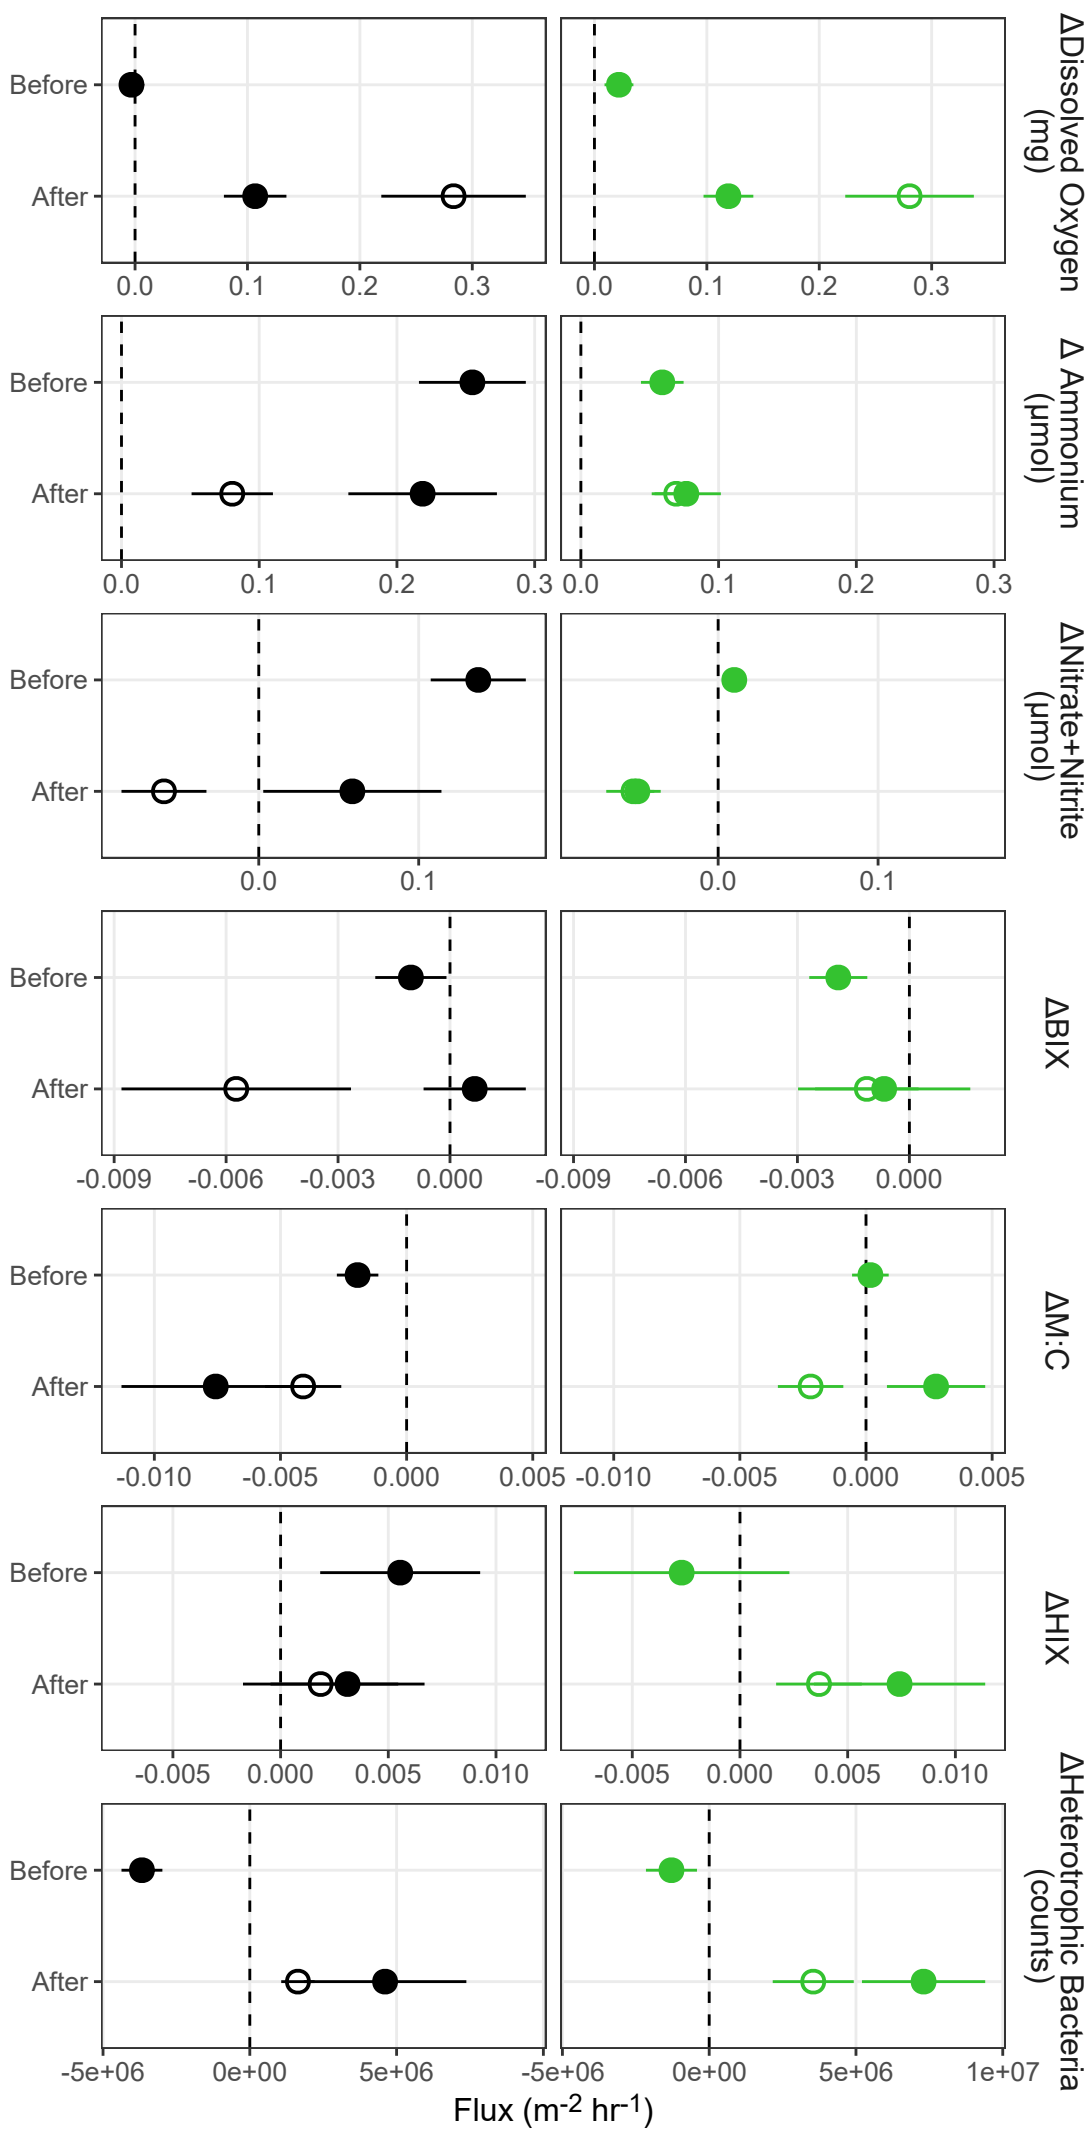 ΔDissolved Oxygen
(mg)
Before
After
0.0 0.1 0.2 0.3 0.0 0.1 0.2 0.3
Δ Ammonium
(μmol)
Before
After
0.0 0.1 0.2 0.3 0.0 0.1 0.2 0.3
ΔNitrate+Nitrite
(μmol)
Before
After
0.0 0.1 0.0 0.1
ΔBIX
Before
After
-0.009 -0.006 -0.003 0.000 -0.009 -0.006 -0.003 0.000
ΔM:C
Before
After
-0.010 -0.005 0.000 0.005 -0.010 -0.005 0.000 0.005
ΔHIX
Before
After
-0.005 0.000 0.005 0.010 -0.005 0.000 0.005 0.010
ΔHeterotrophic Bacteria
(counts)
Before
After
-5e+06 0e+00 5e+06 -5e+06 0e+00 5e+06 1e+07
Flux (m-2 hr-1)